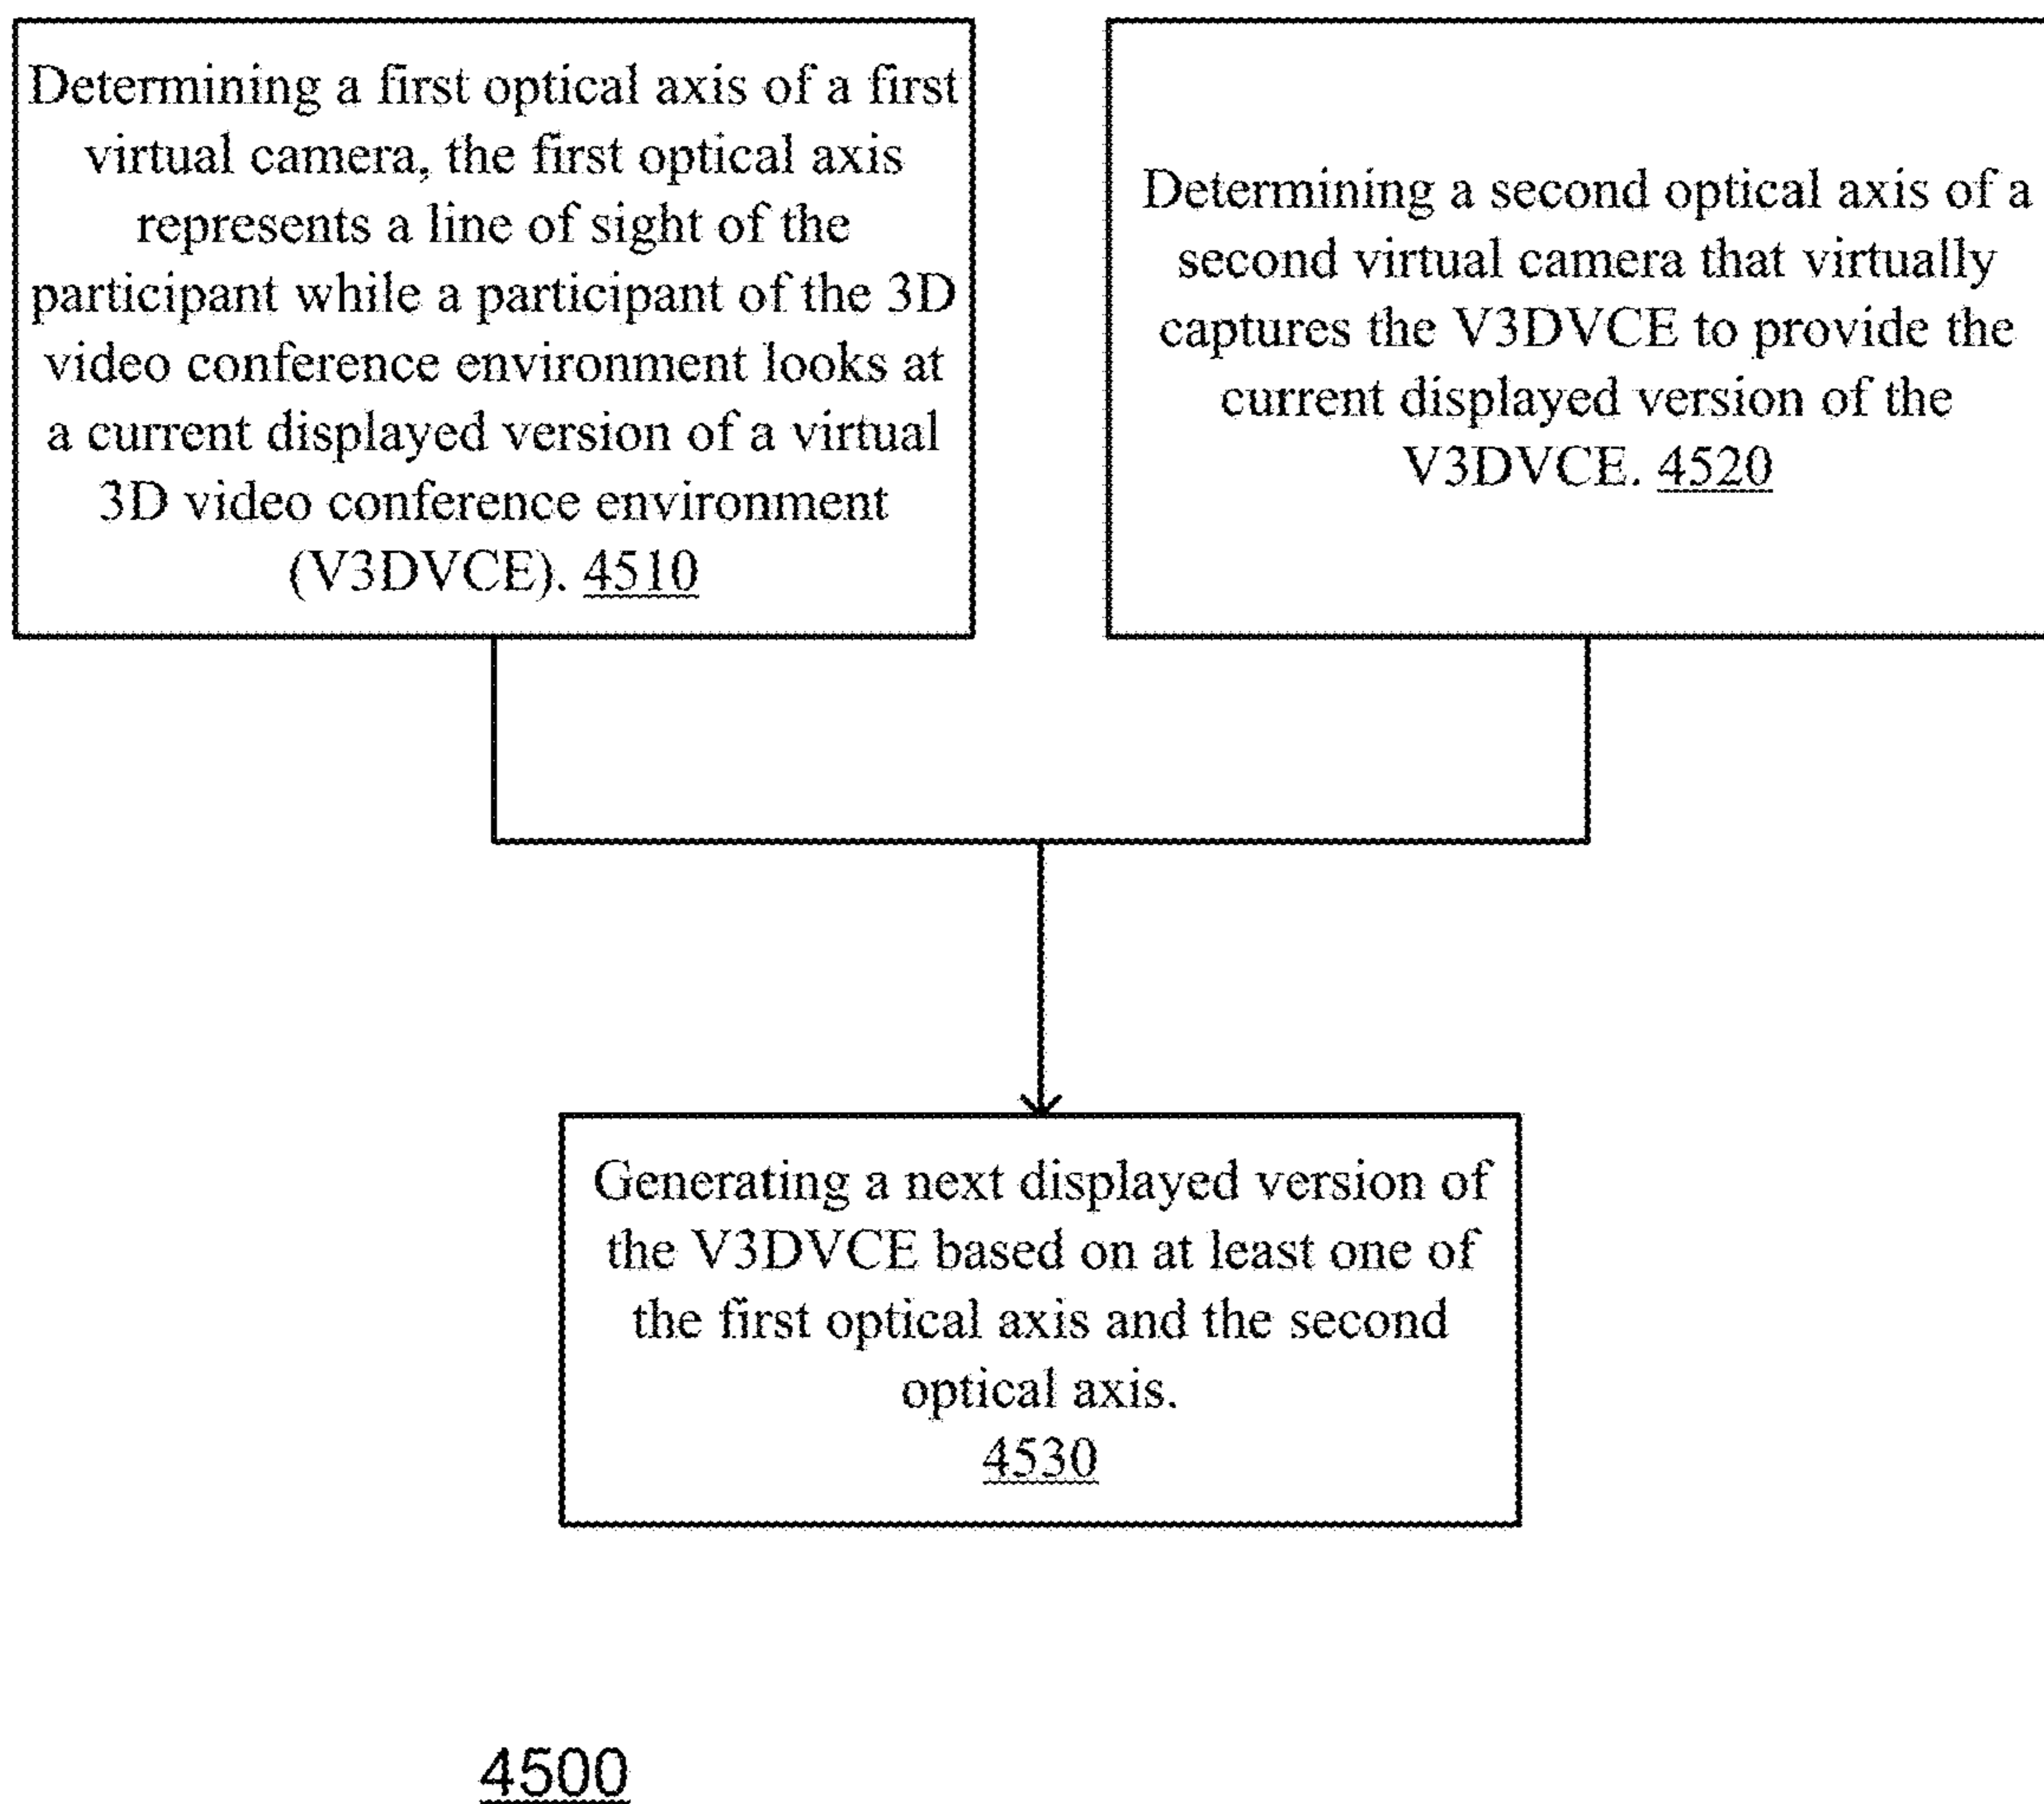 Determining a first optical axis of a first
virtual camera, the first optical axis
represents a line of sight of the
participant while a participant of the 3D
video conference environment looks at
a current displayed version of a virtual
3D video conference environment
(V3DVCE). 4510
Determining a second optical axis of a
second virtual camera that virtually
captures the V3DVCE to provide the
current displayed version of the
V3DVCE. 4520
Generating a next displayed version of
the V3DVCE based on at least one of
the first optical axis and the second
optical axis.
4530
4500